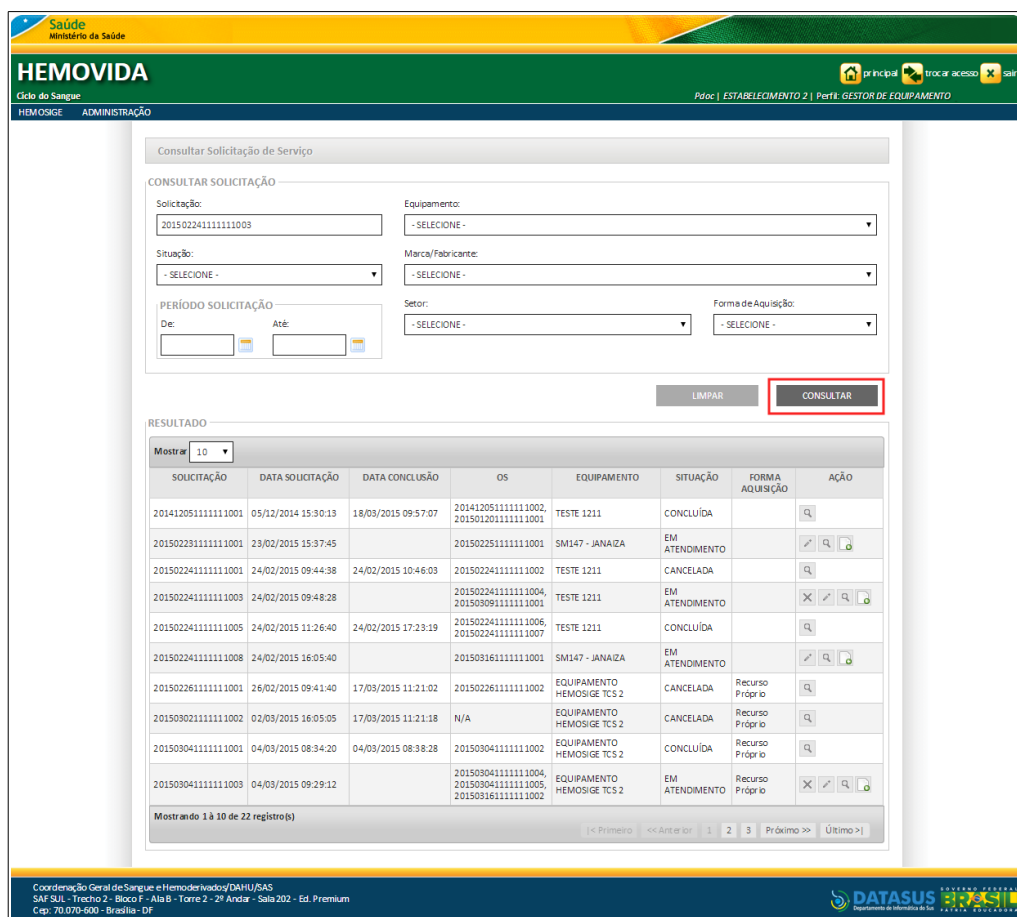 Saúde
Ministério da Saúde
HEMOVIDA
principal trocar acesso sair
Ciclo do Sangue
Pdoc | ESTABELECIMENTO 2 | Perfil: GESTOR DE EQUIPAMENTO
HEMOSIGE ADMINISTRAÇÃO
Consultar Solicitação de Serviço
CONSULTAR SOLICITAÇÃO
Solicitação: Equipamento:
201502241111111003 - SELECIONE -
Situação: Marca/Fabricante:
- SELECIONE - - SELECIONE -
PERÍODO SOLICITAÇÃO Setor: Forma de Aquisição:
De: Até: - SELECIONE - - SELECIONE -
LIMPAR CONSULTAR
RESULTADO
Mostrar 10
SOLICITAÇÃO DATA SOLICITAÇÃO DATA CONCLUSÃO OS EQUIPAMENTO SITUAÇÃO FORMA AQUISIÇÃO AÇÃO
201412051111111001 05/12/2014 15:30:13 18/03/2015 09:57:07 201412051111111002, 201501201111111001 TESTE 1211 CONCLUÍDA
201502231111111001 23/02/2015 15:37:45 201502251111111001 SM147 - JANAIZA EM ATENDIMENTO
201502241111111001 24/02/2015 09:44:38 24/02/2015 10:46:03 201502241111111002 TESTE 1211 CANCELADA
201502241111111003 24/02/2015 09:48:28 201502241111111004, 201503091111111001 TESTE 1211 EM ATENDIMENTO
201502241111111005 24/02/2015 11:26:40 24/02/2015 17:23:19 201502241111111006, 201502241111111007 TESTE 1211 CONCLUÍDA
201502241111111008 24/02/2015 16:05:40 201503161111111001 SM147 - JANAIZA EM ATENDIMENTO
201502261111111001 26/02/2015 09:41:40 17/03/2015 11:21:02 201502261111111002 EQUIPAMENTO HEMOSIGE TCS 2 CANCELADA Recurso Próprio
201503021111111002 02/03/2015 16:05:05 17/03/2015 11:21:18 N/A EQUIPAMENTO HEMOSIGE TCS 2 CANCELADA Recurso Próprio
201503041111111001 04/03/2015 08:34:20 04/03/2015 08:38:28 201503041111111002 EQUIPAMENTO HEMOSIGE TCS 2 CONCLUÍDA Recurso Próprio
201503041111111003 04/03/2015 09:29:12 201503041111111004, 201503041111111005, 201503161111111002 EQUIPAMENTO HEMOSIGE TCS 2 EM ATENDIMENTO Recurso Próprio
Mostrando 1 à 10 de 22 registro(s)
|< Primeiro << Anterior 1 2 3 Próximo >> Último >|
Coordenação Geral de Sangue e Hemoderivados/DAHU/SAS
SAF SUL - Trecho 2 - Bloco F - Ala B - Torre 2 - 2º Andar - Sala 202 - Ed. Premium
Cep: 70.070-600 - Brasília - DF
DATASUS
Departamento de Informática do Sus
GOVERNO FEDERAL
BRASIL
PÁTRIA EDUCADORA